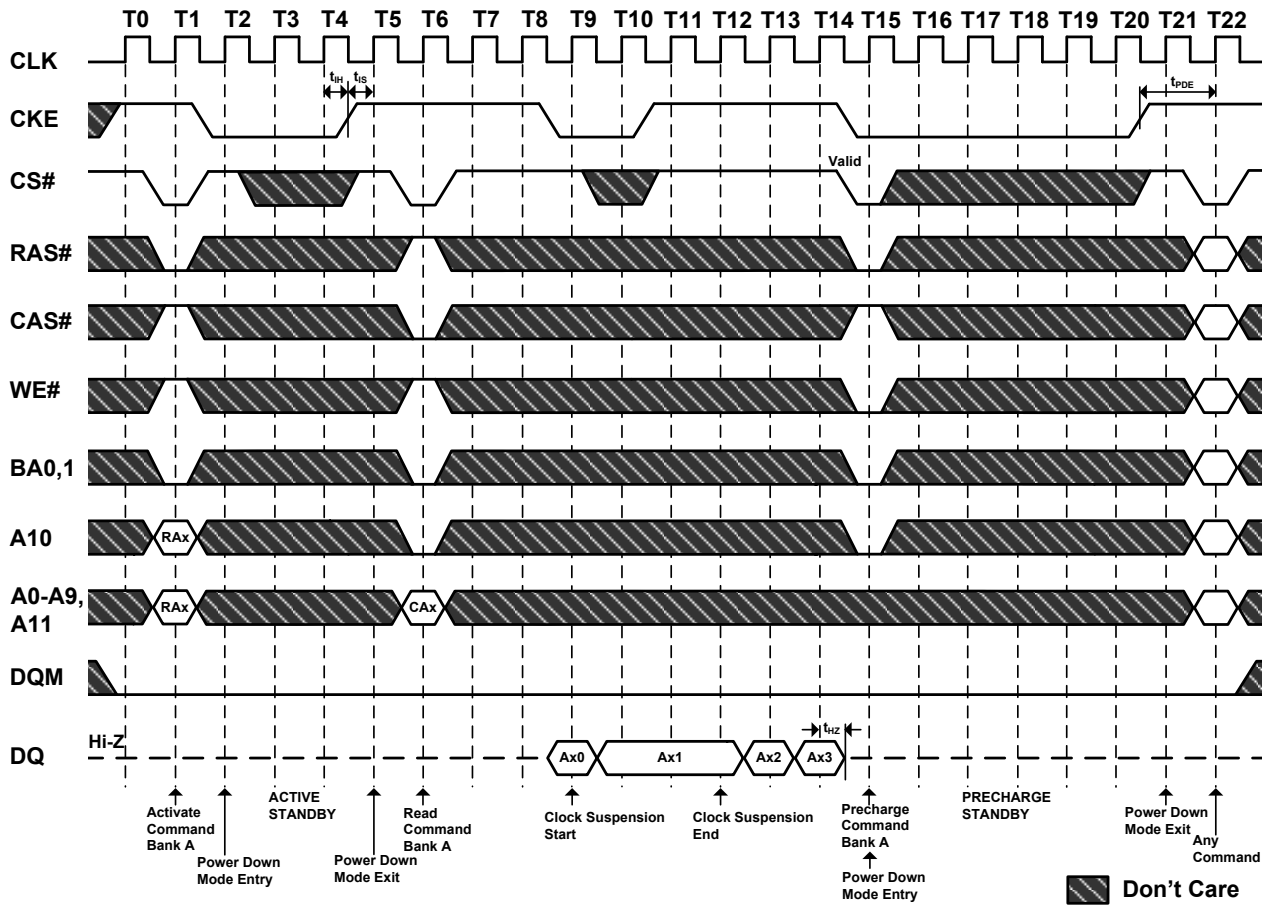 T0 T1 T2 T3 T4 T5 T6 T7 T8 T9 T10 T11 T12 T13 T14 T15 T16 T17 T18 T19 T20 T21 T22
CLK
tIH tIS
tPDE
CKE
Valid
CS#
RAS#
CAS#
WE#
BA0,1
A10
RAx
A0-A9,
A11
RAx
CAx
DQM
Hi-Z
DQ
Ax0
Ax1
Ax2
Ax3
tHZ
Activate
Command
Bank A
Power Down
Mode Entry
ACTIVE
STANDBY
Power Down
Mode Exit
Read
Command
Bank A
Clock Suspension
Start
Clock Suspension
End
Precharge
Command
Bank A
Power Down
Mode Entry
PRECHARGE
STANDBY
Power Down
Mode Exit
Any
Command
Don't Care